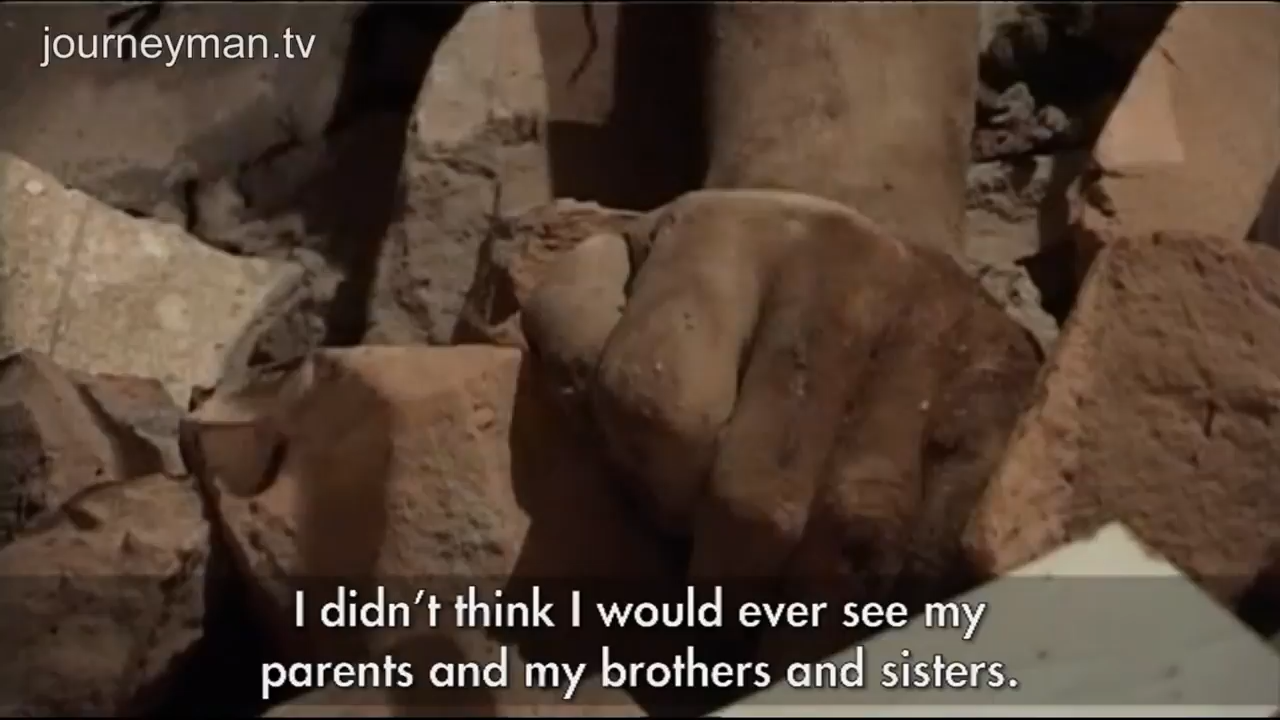 journeyman.tv
I didn't think I would ever see my
parents and my brothers and sisters.